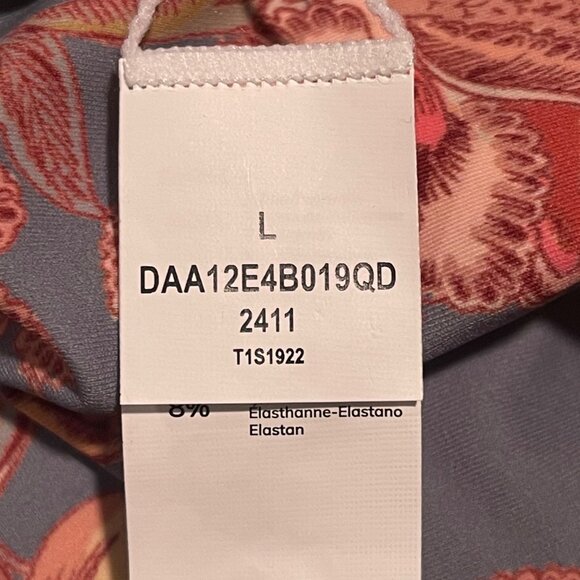 L
DAA12E4B019QD
2411
T1S1922
8% Élasthanne-Elastano
Elastan